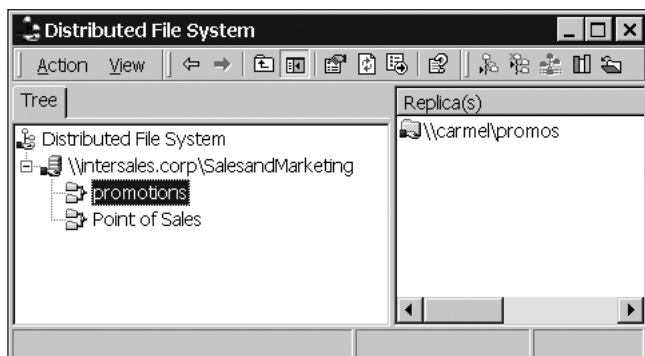 Distributed File System
Action View
Tree
Replica(s)
Distributed File System
\\intersales.corp\SalesandMarketing
promotions
Point of Sales
\\carmel\promos